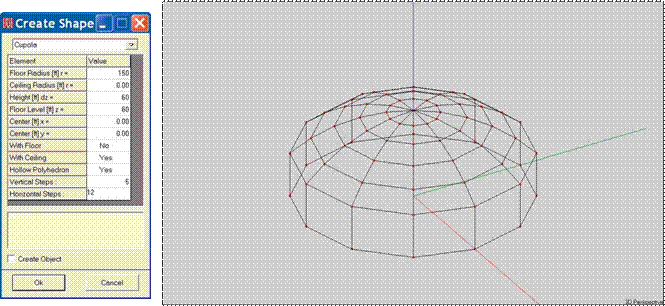 Create Shape
Cupola
Element Value
Floor Radius [ft] r = 150
Ceiling Radius [ft] r = 0.00
Height [ft] dz = 60
Floor Level [ft] z = 60
Center [ft] x = 0.00
Center [ft] y = 0.00
With Floor No
With Ceiling Yes
Hollow Polyhedron Yes
Vertical Steps :
Horizontal Steps : 12
Create Object
Ok Cancel
3D Perspective